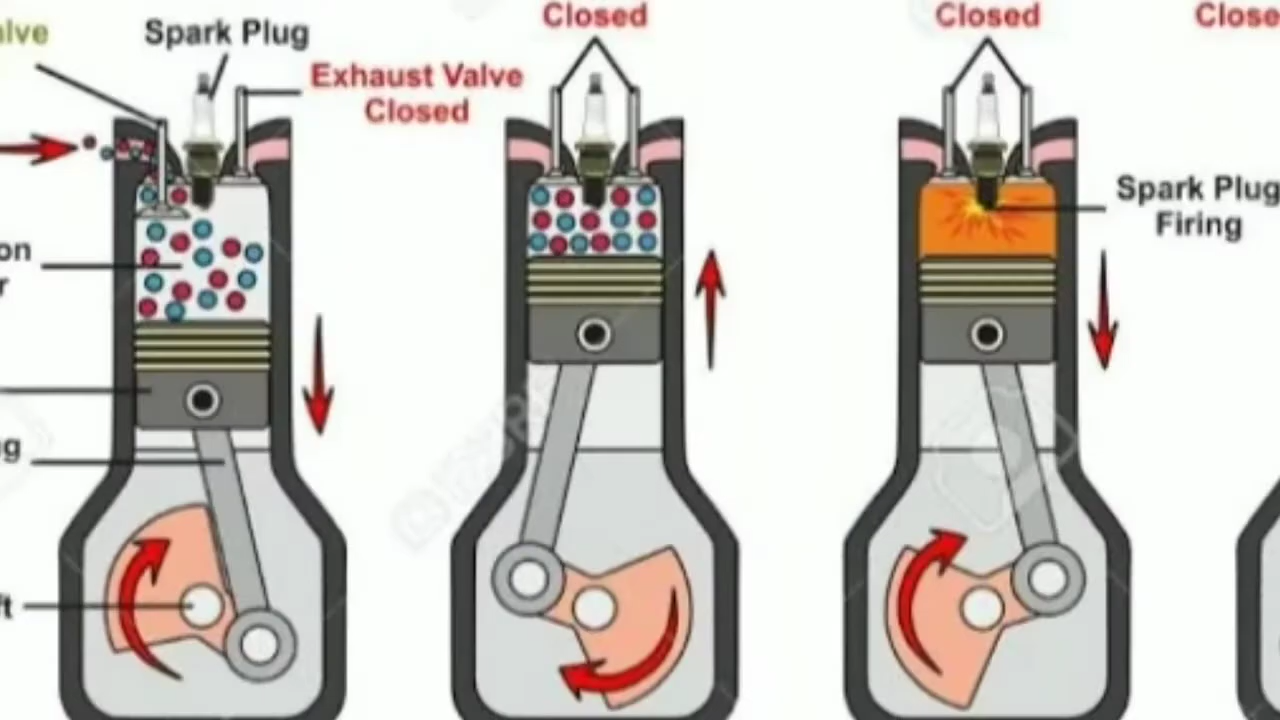 Spark Plug
Exhaust Valve
Closed
Closed
Closed
Spark Plug
Firing